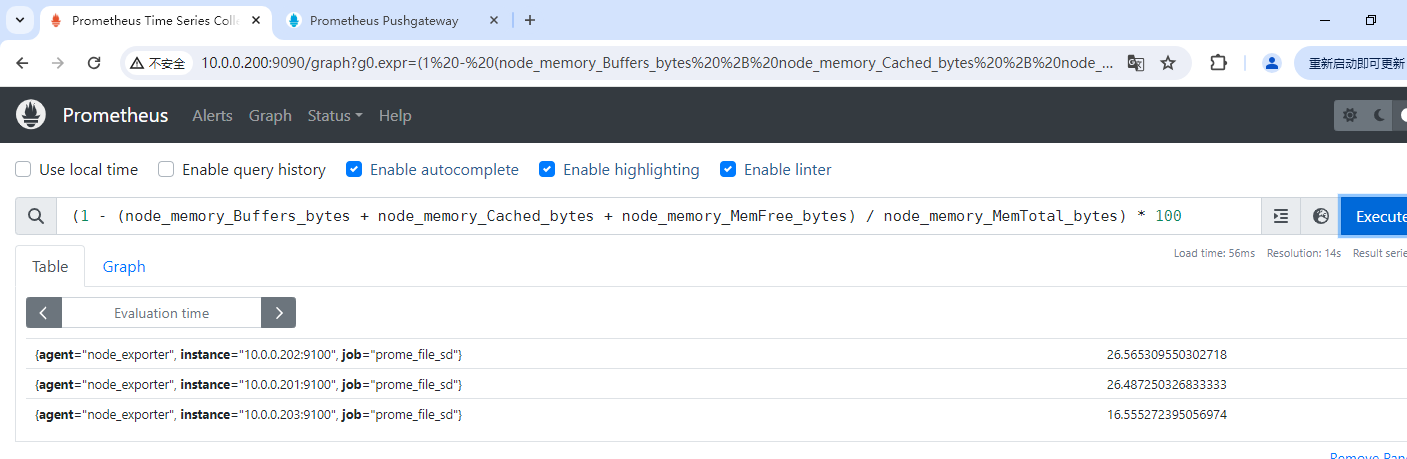 Prometheus Time Series Colle
Prometheus Pushgateway
不安全 10.0.0.200:9090/graph?g0.expr=(1%20-%20(node_memory_Buffers_bytes%20%2B%20node_memory_Cached_bytes%20%2B%20node_... 重新启动即可更新
Prometheus Alerts Graph Status Help
Use local time Enable query history Enable autocomplete Enable highlighting Enable linter
(1 - (node_memory_Buffers_bytes + node_memory_Cached_bytes + node_memory_MemFree_bytes) / node_memory_MemTotal_bytes) * 100 Execute
Load time: 56ms Resolution: 14s Result serie
Table Graph
Evaluation time
{agent="node_exporter", instance="10.0.0.202:9100", job="prome_file_sd"} 26.565309550302718
{agent="node_exporter", instance="10.0.0.201:9100", job="prome_file_sd"} 26.487250326833333
{agent="node_exporter", instance="10.0.0.203:9100", job="prome_file_sd"} 16.555272395056974
Remove Pan